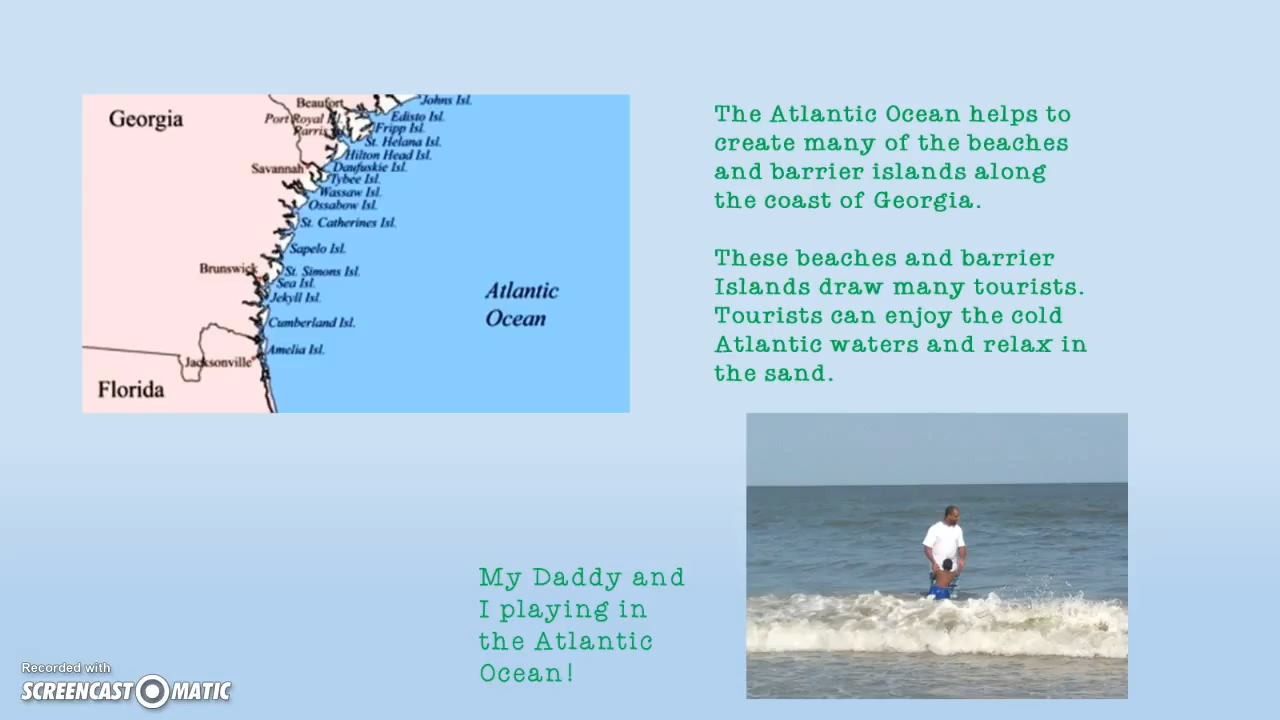 Georgia
Beaufort
Johns Isl.
Port Royal
Edisto Isl.
Parris
Fripp Isl.
St. Helana Isl.
Hilton Head Isl.
Savannah
Daufuskie Isl.
Tybee Isl.
Wassaw Isl.
Ossabow Isl.
St. Catherines Isl.
Sapelo Isl.
Brunswick
St. Simons Isl.
Sea Isl.
Jekyll Isl.
Atlantic
Ocean
Cumberland Isl.
Amelia Isl.
Jacksonville
Florida
The Atlantic Ocean helps to
create many of the beaches
and barrier islands along
the coast of Georgia.
These beaches and barrier
Islands draw many tourists.
Tourists can enjoy the cold
Atlantic waters and relax in
the sand.
My Daddy and
I playing in
the Atlantic
Ocean!
Recorded with
SCREENCAST-O-MATIC